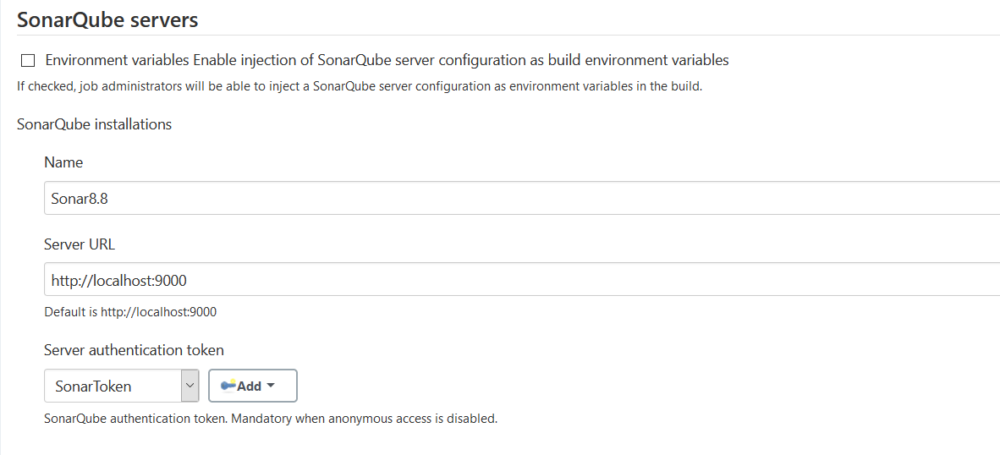 SonarQube servers
Environment variables Enable injection of SonarQube server configuration as build environment variables
If checked, job administrators will be able to inject a SonarQube server configuration as environment variables in the build.
SonarQube installations
Name
Sonar8.8
Server URL
http://localhost:9000
Default is http://localhost:9000
Server authentication token
SonarToken Add
SonarQube authentication token. Mandatory when anonymous access is disabled.